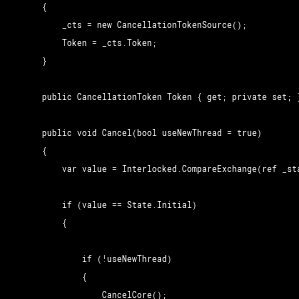 {
_cts = new CancellationTokenSource();
Token = _cts.Token;
}
public CancellationToken Token { get; private set; }
public void Cancel(bool useNewThread = true)
{
var value = Interlocked.CompareExchange(ref
if (value == State.Initial)
{
if (!useNewThread)
{
CancelCore();